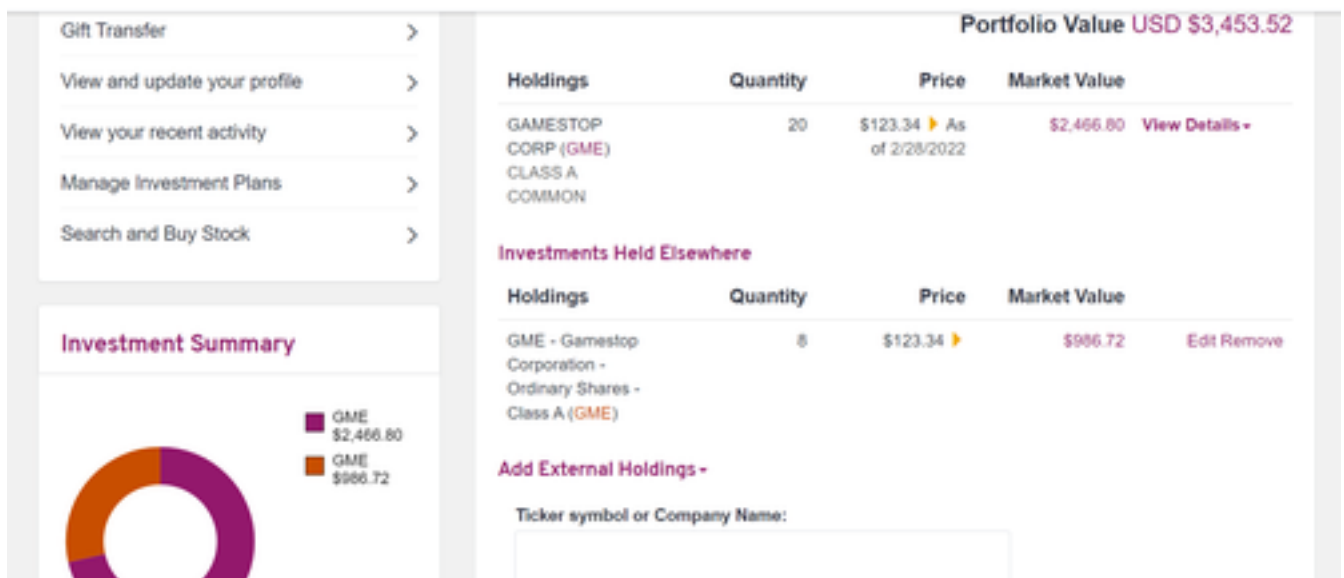 Gift Transfer
View and update your profile
View your recent activity
Manage Investment Plans
Search and Buy Stock
Investment Summary
GME
$2,466.80
GME
$986.72
Portfolio Value USD $3,453.52
Holdings Quantity Price Market Value
GAMESTOP 20 $123.34 As $2,466.80 View Details
CORP (GME) of 2/28/2022
CLASS A
COMMON
Investments Held Elsewhere
Holdings Quantity Price Market Value
GME - Gamestop 8 $123.34 $986.72 Edit Remove
Corporation -
Ordinary Shares -
Class A (GME)
Add External Holdings
Ticker symbol or Company Name: